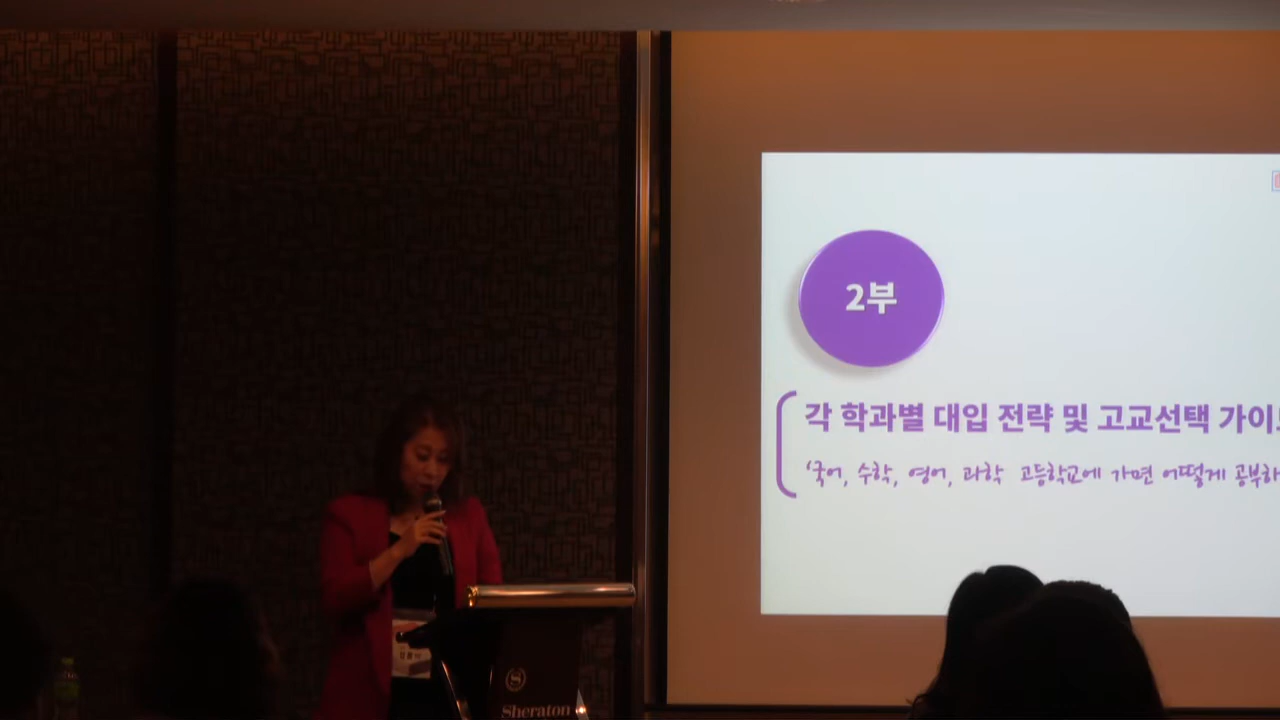 2부
각 학과별 대입 전략 및 고교선택 가이
'국어, 수학, 영어, 과학 고등학교에 가면 어떻게 공부하
Sheraton